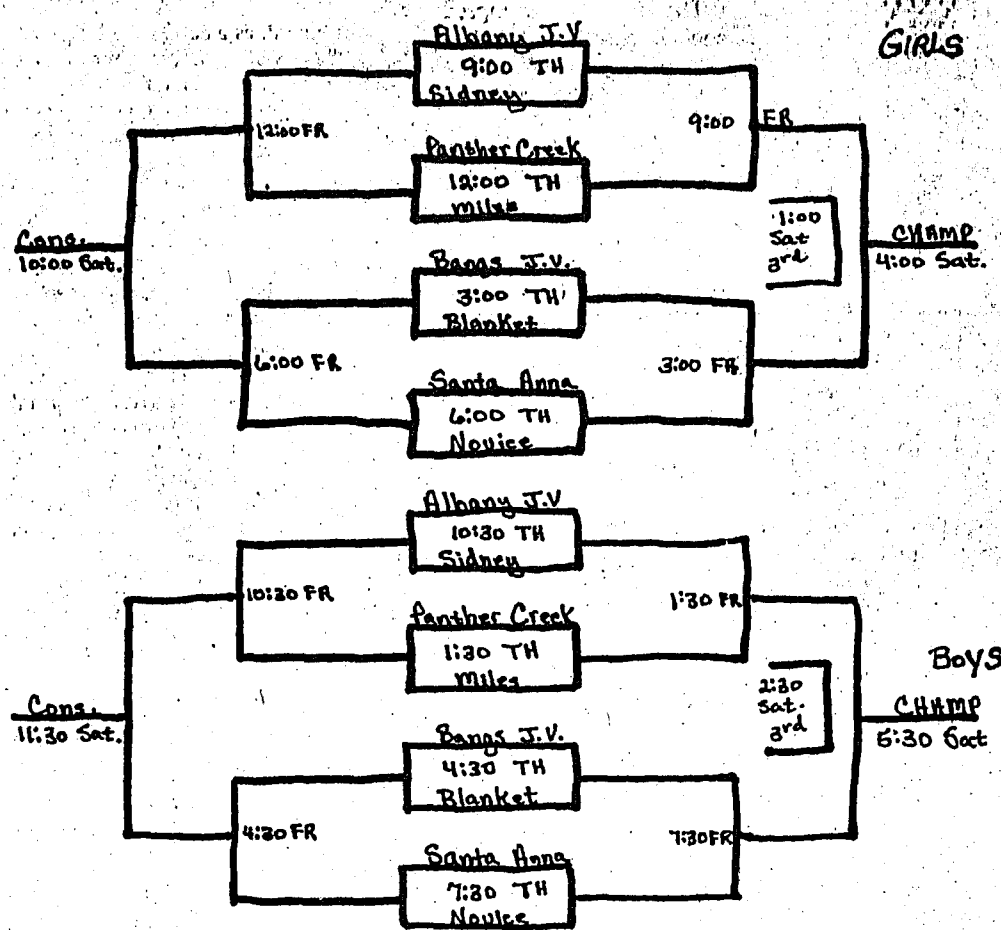 GIRLS
Albany J.V
9:00 TH
Sidney
12:00 FR
9:00 FR
Panther Creek
12:00 TH
miles
1:00
Sat
3rd
Cons.
10:00 Sat.
CHAMP
4:00 Sat.
Bangs J.V.
3:00 TH
Blanket
6:00 FR
3:00 FR
Santa Anna
6:00 TH
Novice
Albany J.V
10:30 TH
Sidney
10:30 FR
1:30 FR
Panther Creek
1:30 TH
miles
BOYS
2:30
Sat.
3rd
Cons.
11:30 Sat.
CHAMP
5:30 Sat
Bangs J.V.
4:30 TH
Blanket
4:30 FR
7:30 FR
Santa Anna
7:30 TH
Novice